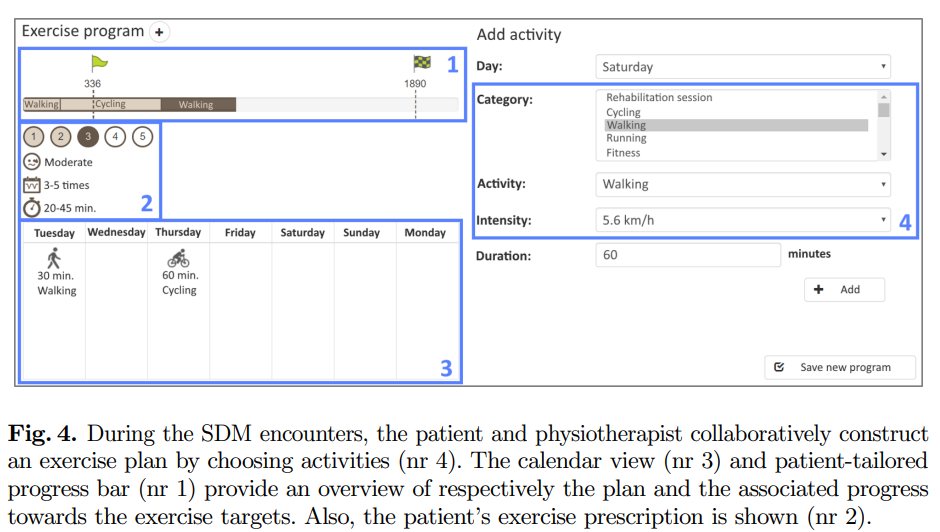 Exercise program +
1
336
1890
Walking
Cycling
Walking
1 2 3 4 5
Moderate
3-5 times
20-45 min.
2
Tuesday Wednesday Thursday Friday Saturday Sunday Monday
30 min. 60 min.
Walking Cycling
3
Add activity
Day: Saturday
Category: Rehabilitation session
Cycling
Walking
Running
Fitness
Activity: Walking
Intensity: 5.6 km/h
4
Duration: 60 minutes
+ Add
Save new program
Fig. 4. During the SDM encounters, the patient and physiotherapist collaboratively construct
an exercise plan by choosing activities (nr 4). The calendar view (nr 3) and patient-tailored
progress bar (nr 1) provide an overview of respectively the plan and the associated progress
towards the exercise targets. Also, the patient's exercise prescription is shown (nr 2).